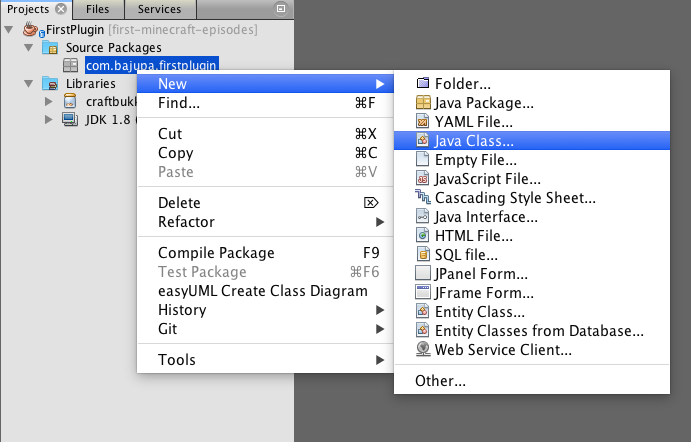 Projects Files Services
FirstPlugin [first-minecraft-episodes]
Source Packages
com.bajupa.firstplugin
Libraries
craftbukk
JDK 1.8 (
New
Find... ⌘F
Cut ⌘X
Copy ⌘C
Paste ⌘V
Delete ⌦
Refactor
Compile Package F9
Test Package ⌘F6
easyUML Create Class Diagram
History
Git
Tools
Folder...
Java Package...
YAML File...
Java Class...
Empty File...
JavaScript File...
Cascading Style Sheet...
Java Interface...
HTML File...
SQL file...
JPanel Form...
JFrame Form...
Entity Class...
Entity Classes from Database...
Web Service Client...
Other...